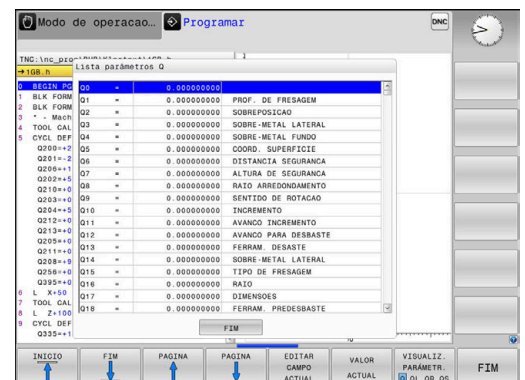 Modo de operacao... Programar DNC
TNC:\nc_pro
→1GB.h
Lista parâmetros Q
0 BEGIN PG
1 BLK FORM
2 BLK FORM
3 * - Mach
4 TOOL CAL
5 CYCL DEF
Q200=+2
Q201=-2
Q206=+1
Q202=+5
Q210=+0
Q203=+0
Q204=+5
Q212=+0
Q213=+0
Q205=+0
Q211=+0
Q208=+9
Q256=+0
Q395=+0
6 L X+50
7 TOOL CAL
8 L Z+100
9 CYCL DEF
Q335=+1
Q0 = 0.000000000
Q1 = 0.000000000 PROF. DE FRESAGEM
Q2 = 0.000000000 SOBREPOSICAO
Q3 = 0.000000000 SOBRE-METAL LATERAL
Q4 = 0.000000000 SOBRE-METAL FUNDO
Q5 = 0.000000000 COORD. SUPERFICIE
Q6 = 0.000000000 DISTANCIA SEGURANCA
Q7 = 0.000000000 ALTURA DE SEGURANCA
Q8 = 0.000000000 RAIO ARREDONDAMENTO
Q9 = 0.000000000 SENTIDO DE ROTACAO
Q10 = 0.000000000 INCREMENTO
Q11 = 0.000000000 AVANCO INCREMENTO
Q12 = 0.000000000 AVANCO PARA DESBASTE
Q13 = 0.000000000 FERRAM. DESASTE
Q14 = 0.000000000 SOBRE-METAL LATERAL
Q15 = 0.000000000 TIPO DE FRESAGEM
Q16 = 0.000000000 RAIO
Q17 = 0.000000000 DIMENSOES
Q18 = 0.000000000 FERRAM. PREDESBASTE
FIM
INICIO
FIM
PAGINA
PAGINA
EDITAR CAMPO ACTUAL
VALOR ACTUAL
VISUALIZ. PARÁMETR. Q QL QR QS
FIM